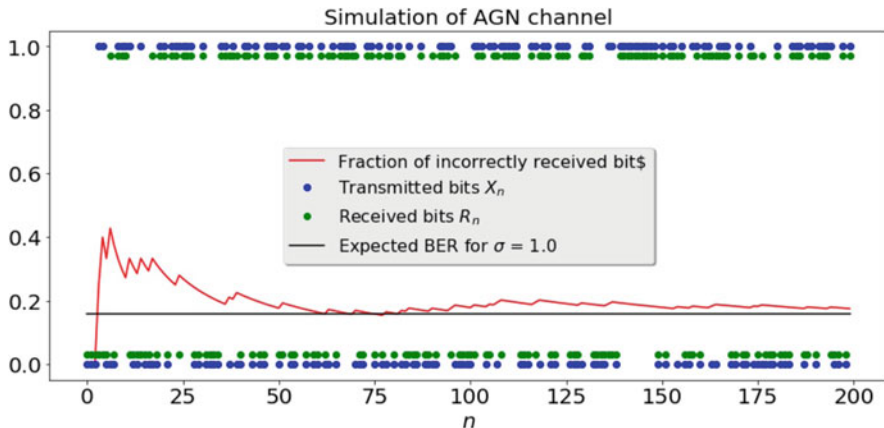 Simulation of AGN channel
1.0
0.8
0.6
0.4
0.2
0.0
Fraction of incorrectly received bit$
Transmitted bits Xₙ
Received bits Rₙ
Expected BER for σ = 1.0
0 25 50 75 100 125 150 175 200
n